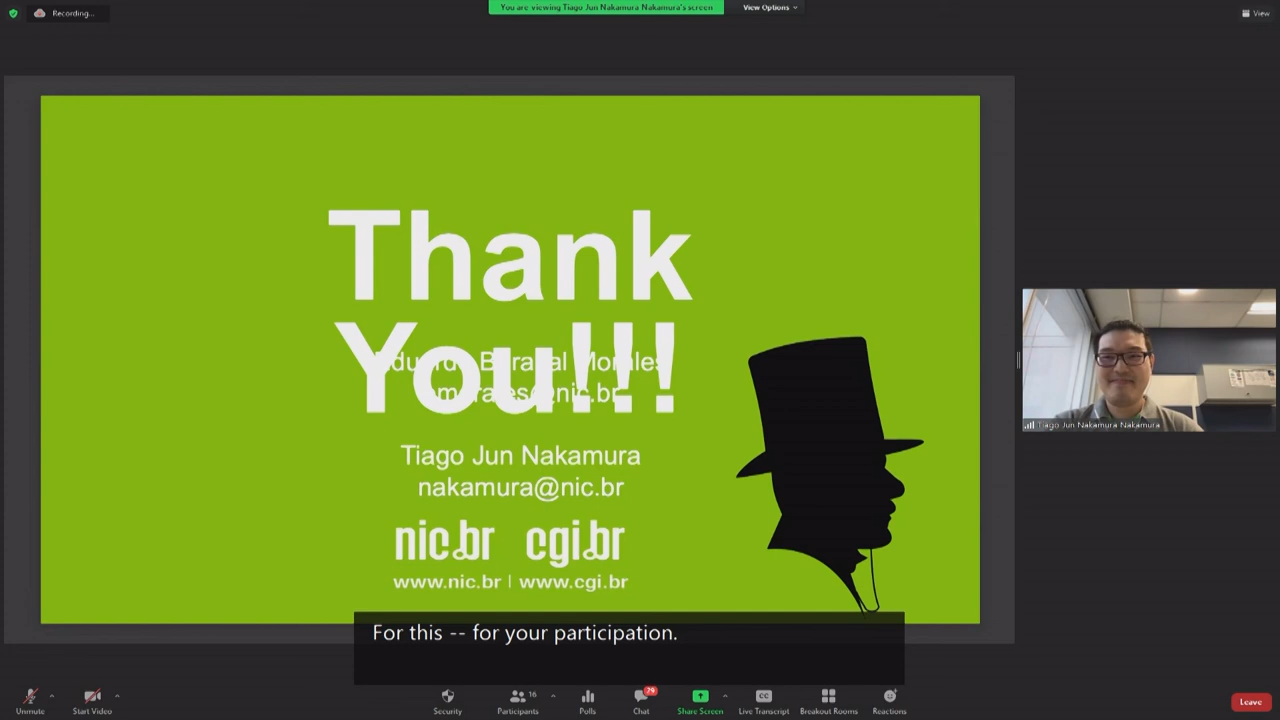 Recording...
You are viewing Tiago Jun Nakamura Nakamura's screen
View Options
View
Thank
You!!!
Morales
@nic.br
Tiago Jun Nakamura
nakamura@nic.br
nic.br cgi.br
www.nic.br | www.cgi.br
Tiago Jun Nakamura Nakamura
For this -- for your participation.
Unmute
Start Video
Security
Participants
16
Polls
Chat
29
Share Screen
Live Transcript
CC
Breakout Rooms
Reactions
Leave